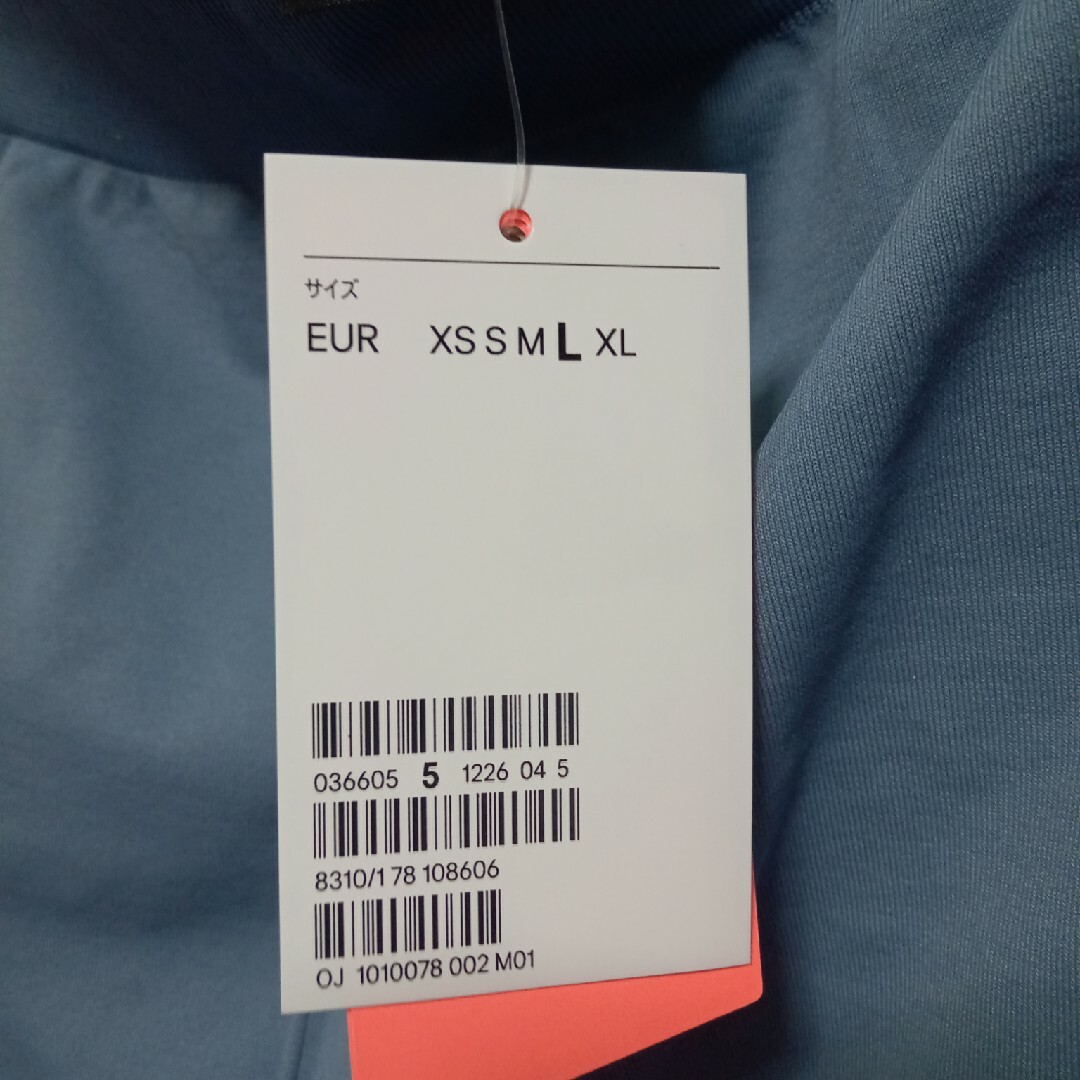 サイズ
EUR XS S M L XL
036605 5 1226 04 5
8310/1 78 108606
OJ 1010078 002 M01